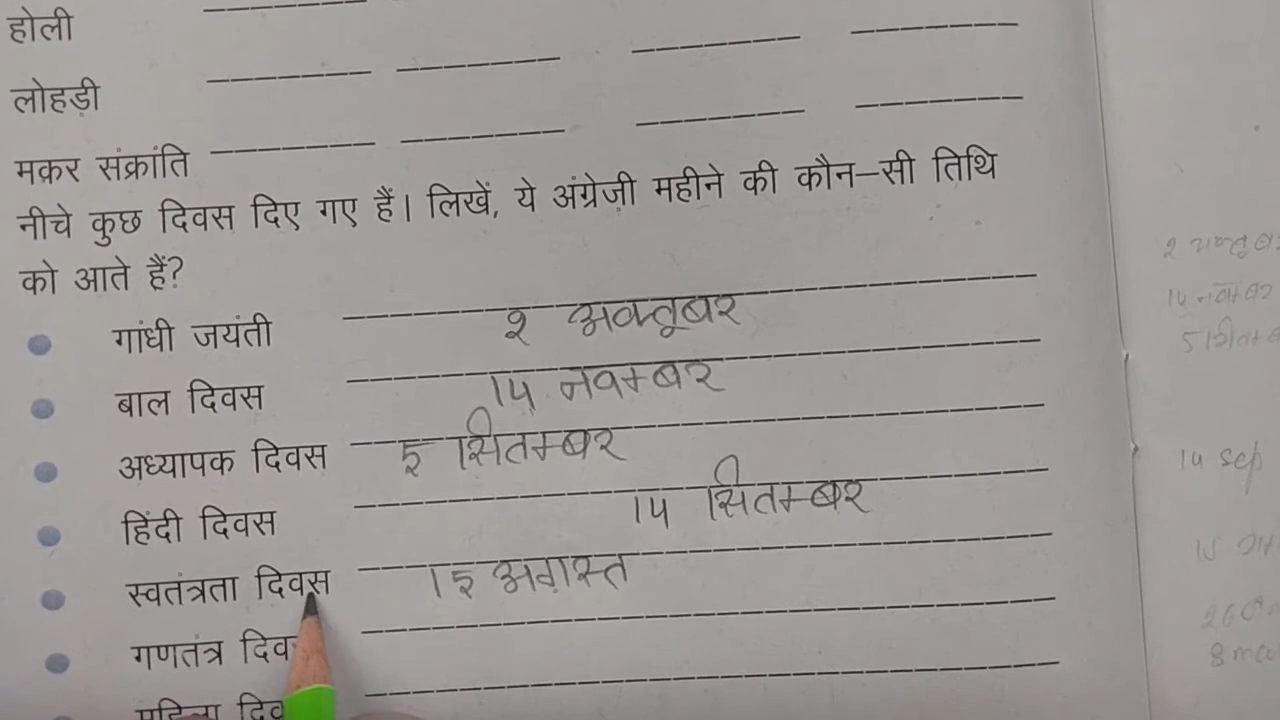 होली
लोहड़ी
मकर संक्रांति
नीचे कुछ दिवस दिए गए हैं। लिखें, ये अंग्रेज़ी महीने की कौन-सी तिथि
को आते हैं?
गांधी जयंती 2 अक्तूबर
बाल दिवस 14 नवम्बर
अध्यापक दिवस 5 सितम्बर
हिंदी दिवस 14 सितम्बर
स्वतंत्रता दिवस 15 अगस्त
गणतंत्र
14 sep